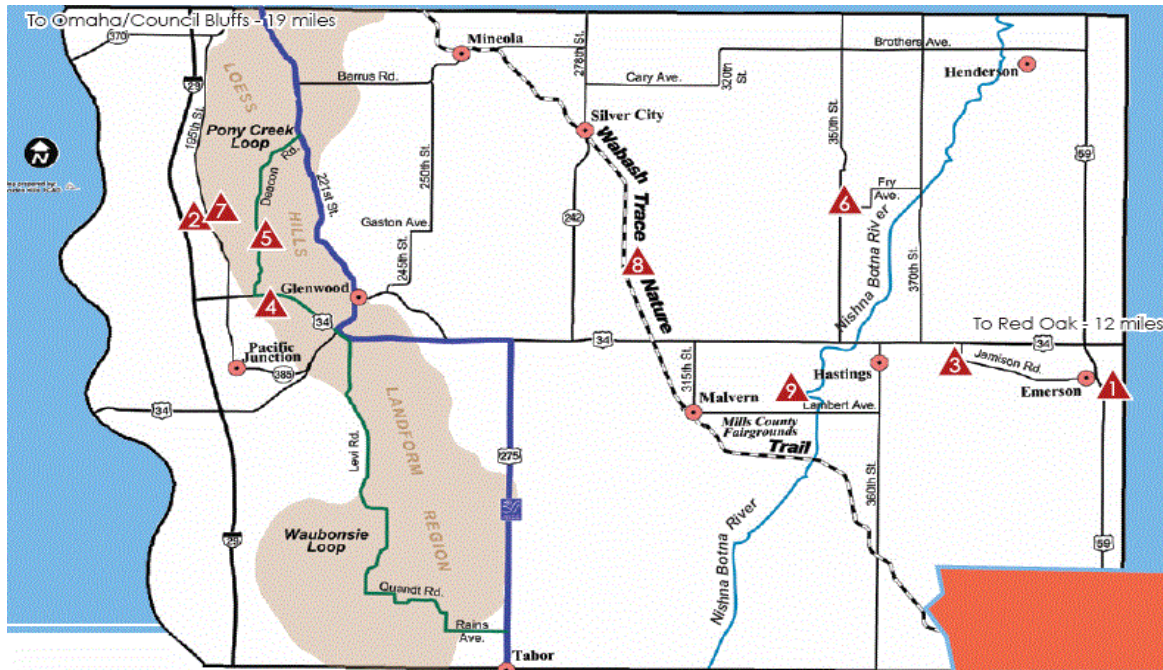 To Omaha/Council Bluffs - 19 miles
370
Mineola
Brothers Ave.
278th St.
Henderson
29
LOESS
Barrus Rd.
Cary Ave.
320th St.
195th St.
Silver City
350th St.
59
Pony Creek
Loop
N
Deacon Rd.
221st St.
250th St.
Wabash Trace Nature Trail
Fry
Ave.
6
2
7
5
HILLS
Gaston Ave.
242
245th St.
8
370th St.
Nishna Botna River
Glenwood
4
34
To Red Oak - 12 miles
34
34
Pacific
Junction
385
315th St.
Hastings
3
Jamison Rd.
Emerson
1
9
34
Malvern
Lambert Ave.
Mills County
Fairgrounds
LANDFORM
Levi Rd.
275
360th St.
REGION
Waubonsie
Loop
Nishna Botna River
29
59
Quandt Rd.
Rains
Ave.
Tabor